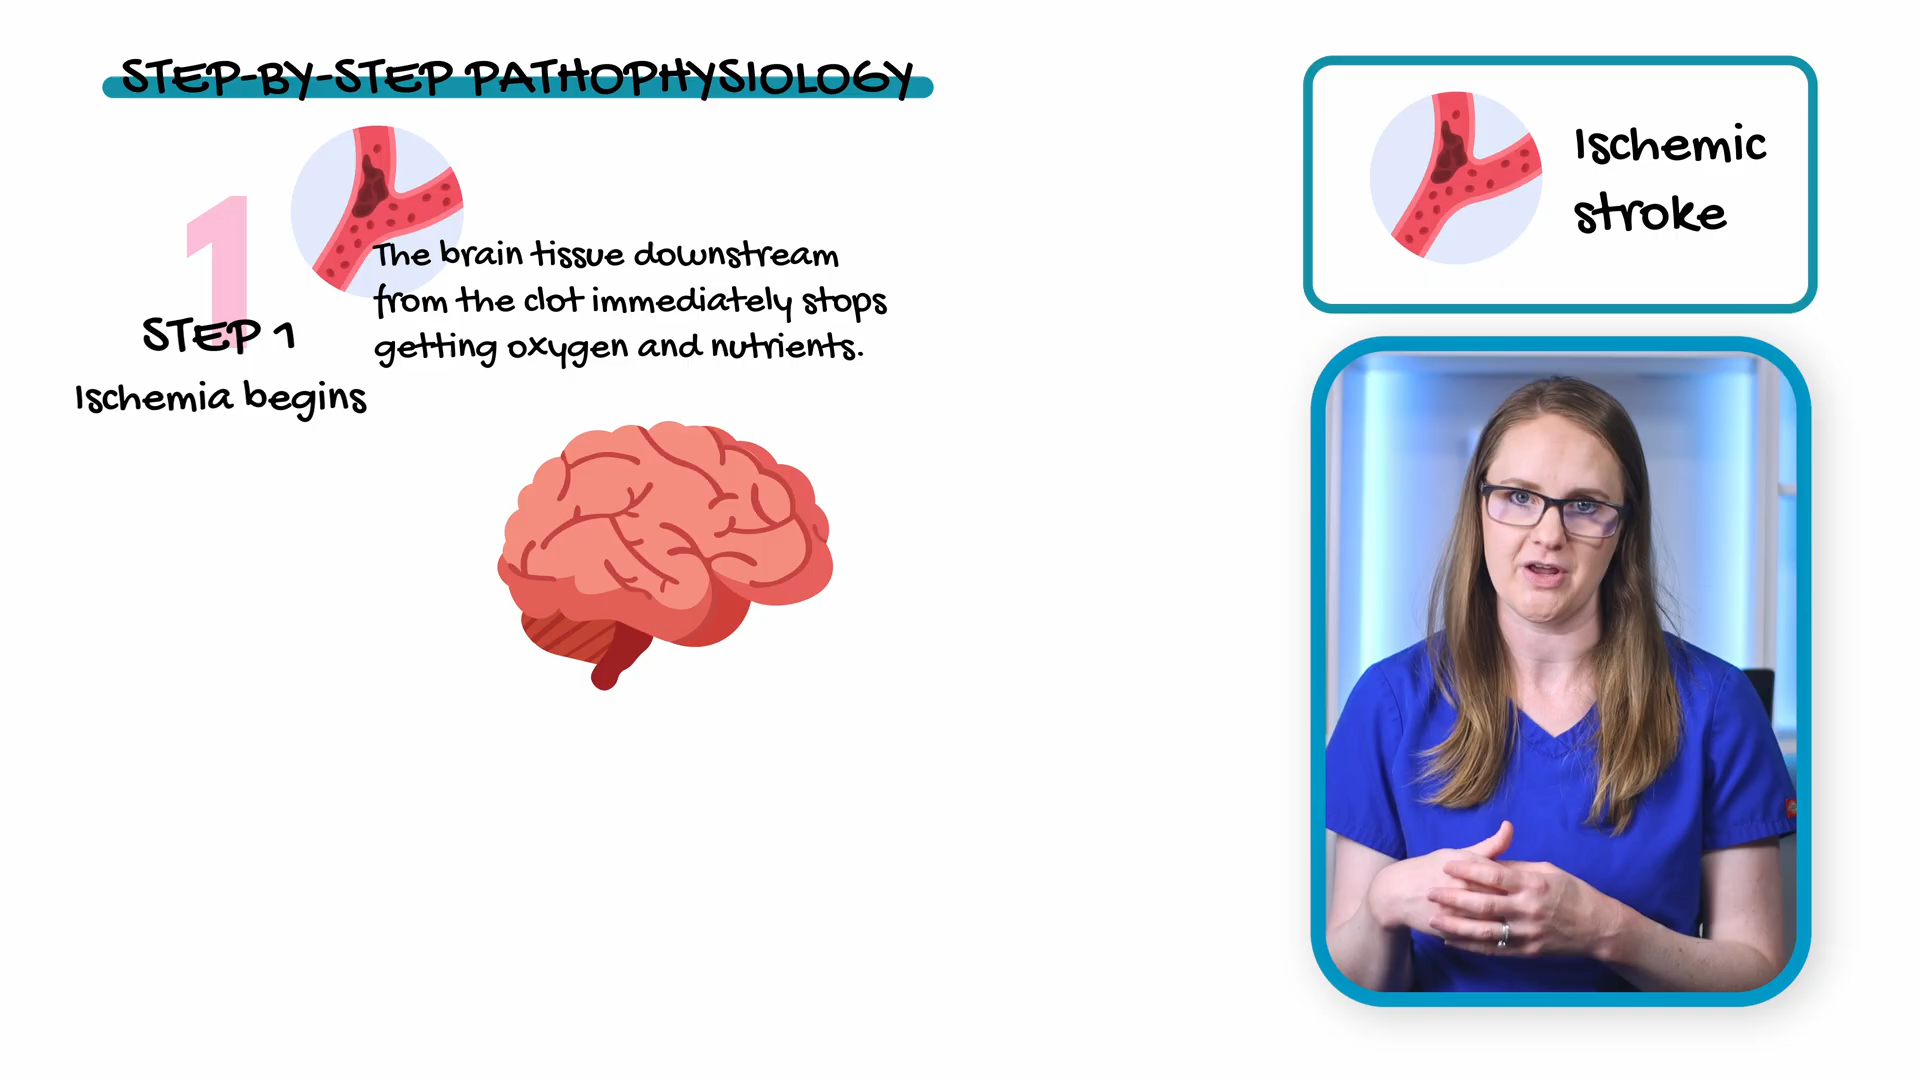 STEP-BY-STEP PATHOPHYSIOLOGY
1
STEP 1
Ischemia begins
The brain tissue downstream
from the clot immediately stops
getting oxygen and nutrients.
Ischemic
stroke